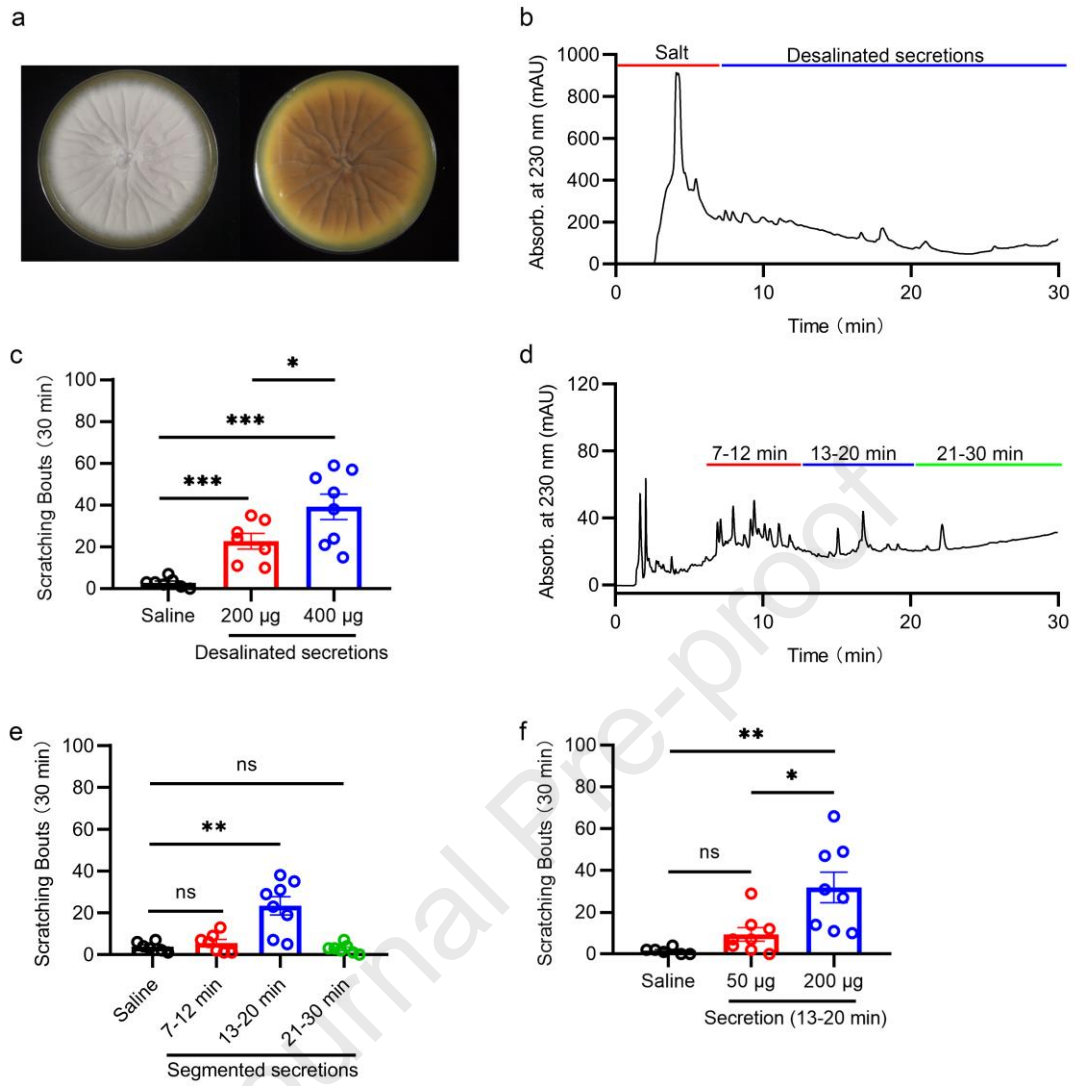 a
b
1000
800
600
400
200
0
Absorb. at 230 nm (mAU)
Salt
Desalinated secretions
0 10 20 30
Time (min)
c
100
80
60
40
20
0
Scratching Bouts (30 min)
***
***
*
Saline 200 µg 400 µg
Desalinated secretions
d
120
80
40
0
Absorb. at 230 nm (mAU)
7-12 min 13-20 min 21-30 min
0 10 20 30
Time (min)
e
100
80
60
40
20
0
Scratching Bouts (30 min)
ns
**
ns
Saline 7-12 min 13-20 min 21-30 min
Segmented secretions
f
100
80
60
40
20
0
Scratching Bouts (30 min)
**
*
ns
Saline 50 µg 200 µg
Secretion (13-20 min)
urnal Pre-proof